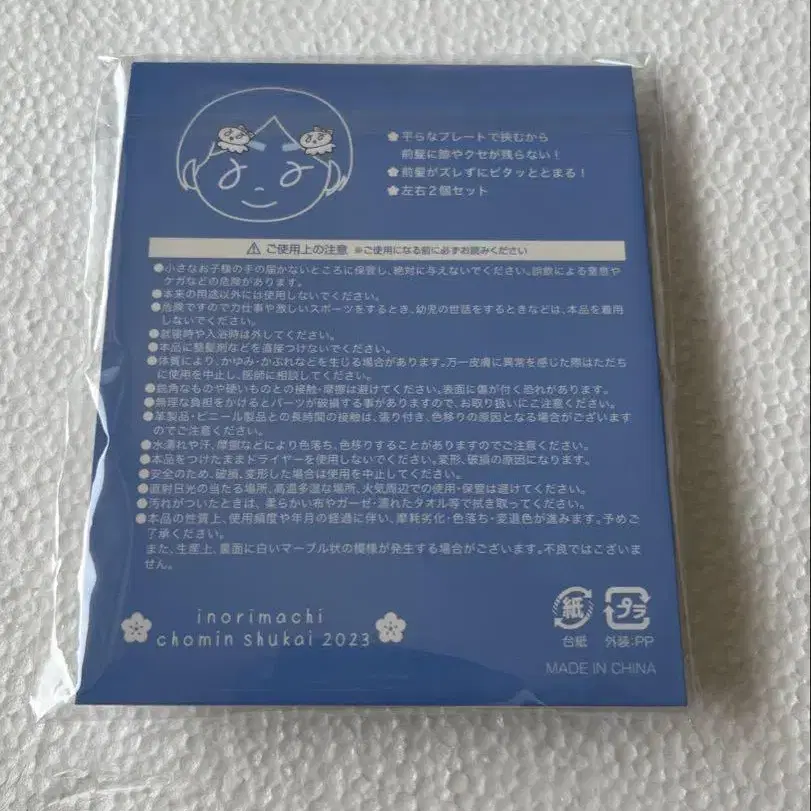 平らなプレートで挟むから
前髪に跡やクセが残らない！
前髪がズレずにピタッととまる！
左右2個セット
⚠ ご使用上の注意 ※ご使用になる前に必ずお読みください
●小さなお子様の手の届かないところに保管し、絶対に与えないでください。誤飲による窒息や
ケガなどの危険があります。
●本来の用途以外には使用しないでください。
●危険ですので力仕事や激しいスポーツをするとき、幼児の世話をするときなどは、本品を着用
しないでください。
●就寝時や入浴時は外してください。
●本品に整髪剤などを直接つけないでください。
●体質により、かゆみ・かぶれなどを生じる場合があります。万一皮膚に異常を感じた際はただち
に使用を中止し、医師に相談してください。
●鋭角なものや硬いものとの接触・摩擦は避けてください。表面に傷が付く恐れがあります。
●無理な負担をかけるとパーツが破損する事がありますので、お取り扱いにご注意ください。
●革製品・ビニール製品との長時間の接触は、張り付き、色移りの原因となる場合がございます
のでご注意ください。
●水濡れや汗、摩擦などにより色落ち、色移りすることがありますのでご注意ください。
●本品をつけたままドライヤーを使用しないでください。変形、破損の原因になります。
●安全のため、破損、変形した場合は使用を中止してください。
●直射日光の当たる場所、高温多湿な場所、火気周辺での使用・保管は避けてください。
●汚れがついたときは、柔らかい布やガーゼ・濡れたタオル等で拭き取ってください。
●本品の性質上、使用頻度や年月の経過に伴い、摩耗劣化・色落ち・変退色が進みます。予めご
了承ください。
また、生産上、裏面に白いマーブル状の模様が発生する場合がございます。不良ではございま
せん。
inorimachi
chomin shukai 2023
紙 プラ
台紙 外装:PP
MADE IN CHINA